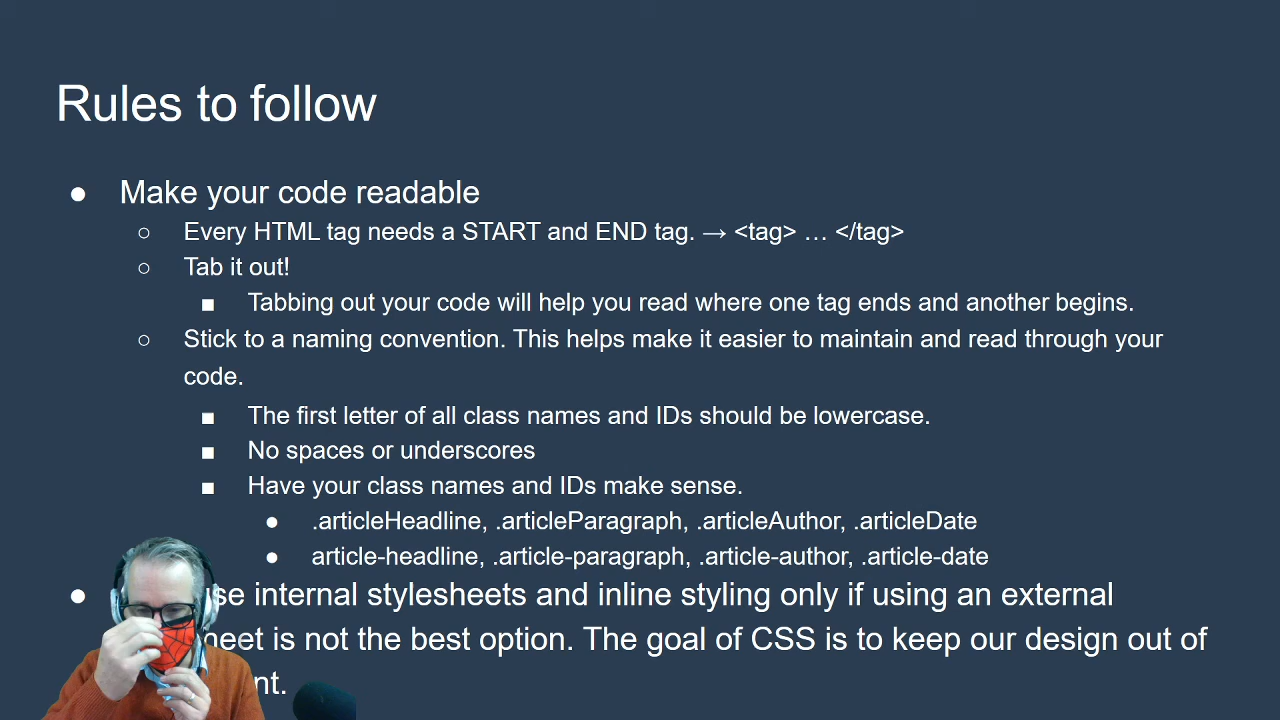 Rules to follow
● Make your code readable
○ Every HTML tag needs a START and END tag. → <tag> … </tag>
○ Tab it out!
■ Tabbing out your code will help you read where one tag ends and another begins.
○ Stick to a naming convention. This helps make it easier to maintain and read through your
code.
■ The first letter of all class names and IDs should be lowercase.
■ No spaces or underscores
■ Have your class names and IDs make sense.
● .articleHeadline, .articleParagraph, .articleAuthor, .articleDate
● article-headline, .article-paragraph, .article-author, .article-date
● internal stylesheets and inline styling only if using an external
is not the best option. The goal of CSS is to keep our design out of